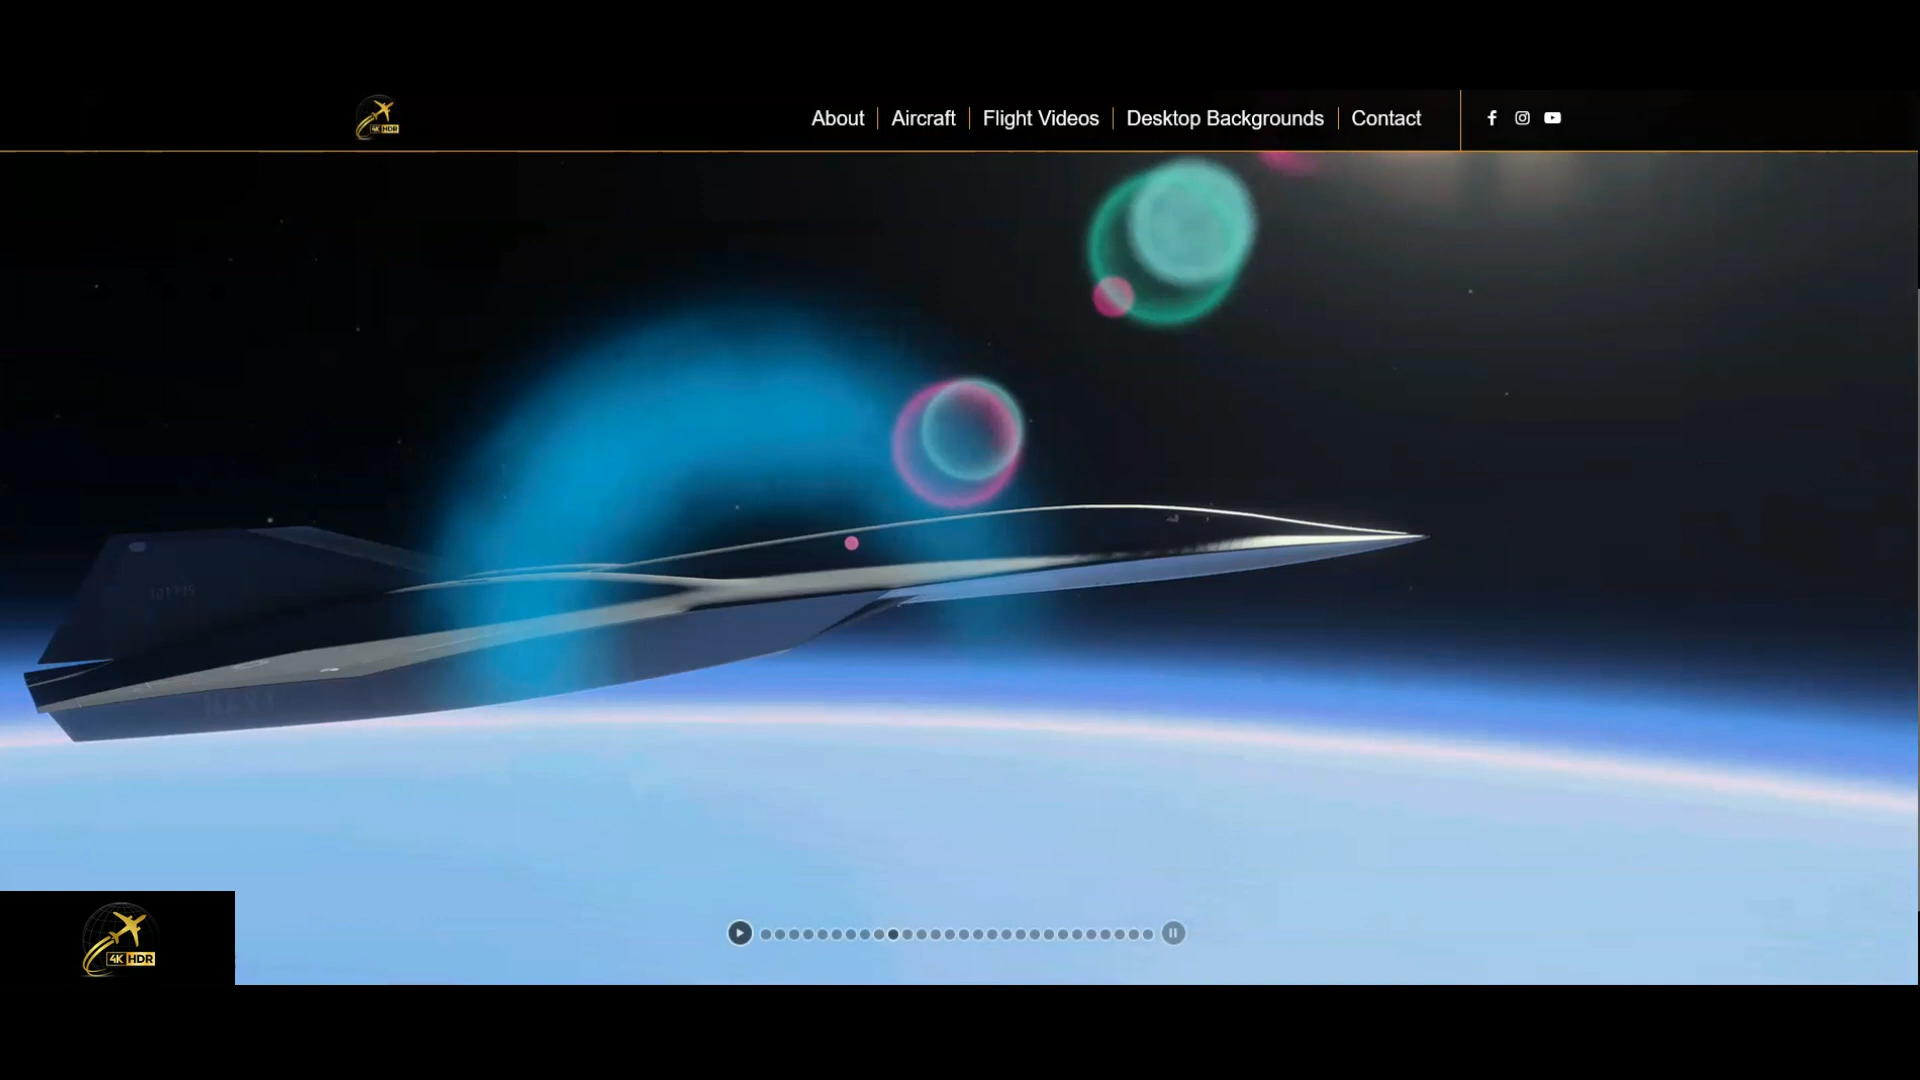 4K HDR
About
Aircraft
Flight Videos
Desktop Backgrounds
Contact
4K HDR